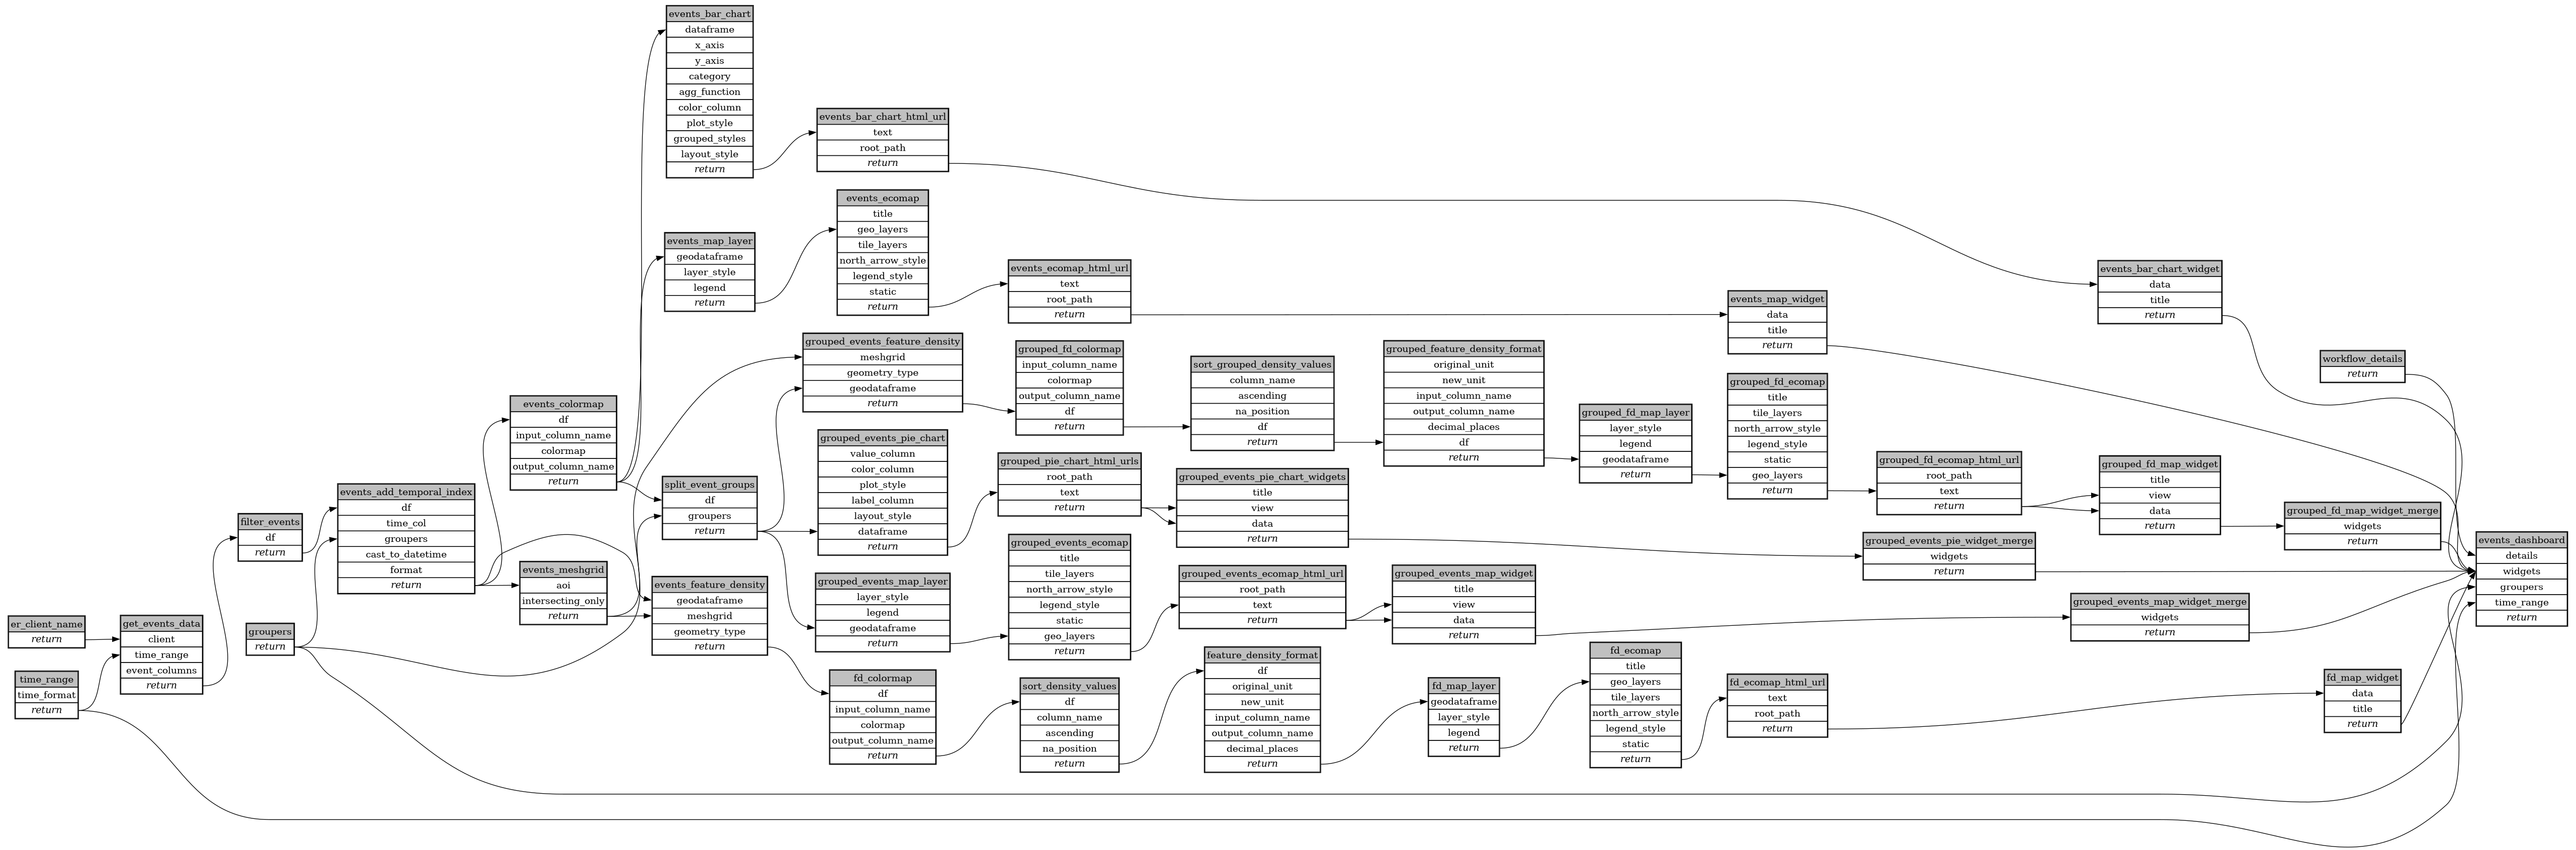 er_client_name
return
time_range
time_format
return
get_events_data
client
time_range
event_columns
return
filter_events
df
return
groupers
return
events_add_temporal_index
df
time_col
groupers
cast_to_datetime
format
return
events_colormap
df
input_column_name
colormap
output_column_name
return
events_meshgrid
aoi
intersecting_only
return
events_bar_chart
dataframe
x_axis
y_axis
category
agg_function
color_column
plot_style
grouped_styles
layout_style
return
events_map_layer
geodataframe
layer_style
legend
return
split_event_groups
df
groupers
return
events_feature_density
geodataframe
meshgrid
geometry_type
return
events_bar_chart_html_url
text
root_path
return
events_ecomap
title
geo_layers
tile_layers
north_arrow_style
legend_style
static
return
grouped_events_feature_density
meshgrid
geometry_type
geodataframe
return
grouped_events_pie_chart
value_column
color_column
plot_style
label_column
layout_style
dataframe
return
grouped_events_map_layer
layer_style
legend
geodataframe
return
fd_colormap
df
input_column_name
colormap
output_column_name
return
events_ecomap_html_url
text
root_path
return
grouped_fd_colormap
input_column_name
colormap
output_column_name
df
return
grouped_pie_chart_html_urls
root_path
text
return
grouped_events_ecomap
title
tile_layers
north_arrow_style
legend_style
static
geo_layers
return
sort_density_values
df
column_name
ascending
na_position
return
sort_grouped_density_values
column_name
ascending
na_position
df
return
grouped_events_pie_chart_widgets
title
view
data
return
grouped_events_ecomap_html_url
root_path
text
return
feature_density_format
df
original_unit
new_unit
input_column_name
output_column_name
decimal_places
return
grouped_feature_density_format
original_unit
new_unit
input_column_name
output_column_name
decimal_places
df
return
grouped_events_map_widget
title
view
data
return
fd_map_layer
geodataframe
layer_style
legend
return
grouped_fd_map_layer
layer_style
legend
geodataframe
return
fd_ecomap
title
geo_layers
tile_layers
north_arrow_style
legend_style
static
return
events_map_widget
data
title
return
grouped_fd_ecomap
title
tile_layers
north_arrow_style
legend_style
static
geo_layers
return
fd_ecomap_html_url
text
root_path
return
grouped_fd_ecomap_html_url
root_path
text
return
grouped_events_pie_widget_merge
widgets
return
events_bar_chart_widget
data
title
return
grouped_fd_map_widget
title
view
data
return
grouped_events_map_widget_merge
widgets
return
workflow_details
return
grouped_fd_map_widget_merge
widgets
return
fd_map_widget
data
title
return
events_dashboard
details
widgets
groupers
time_range
return